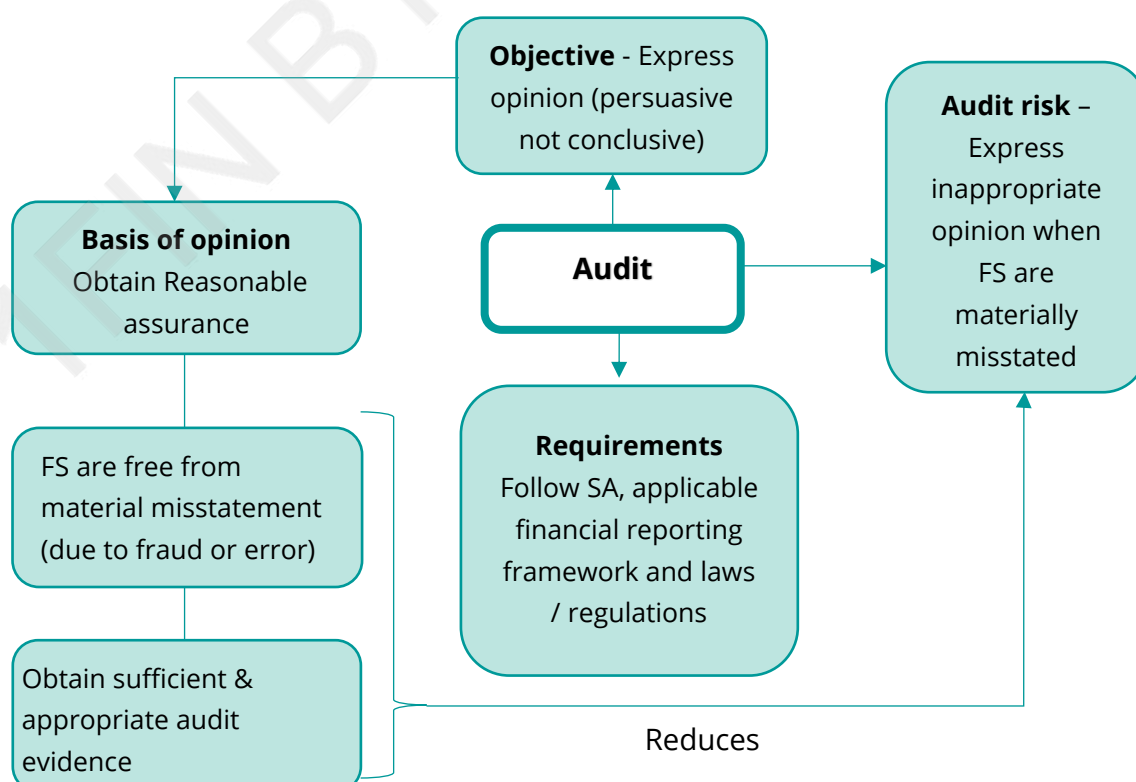 Objective - Express
opinion (persuasive
not conclusive)
Audit risk –
Express
inappropriate
opinion when
FS are
materially
misstated
Basis of opinion
Obtain Reasonable
assurance
Audit
FS are free from
material misstatement
(due to fraud or error)
Requirements
Follow SA, applicable
financial reporting
framework and laws
/ regulations
Obtain sufficient &
appropriate audit
evidence
Reduces